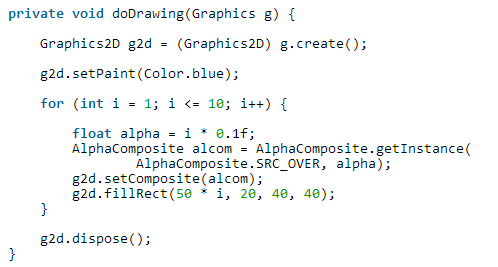 private void doDrawing(Graphics g) {
Graphics2D g2d = (Graphics2D) g.create();
g2d.setPaint(Color.blue);
for (int i = 1; i <= 10; i++) {
float alpha = i * 0.1f;
AlphaComposite alcom = AlphaComposite.getInstance(
AlphaComposite.SRC_OVER, alpha);
g2d.setComposite(alcom);
g2d.fillRect(50 * i, 20, 40, 40);
}
g2d.dispose();
}